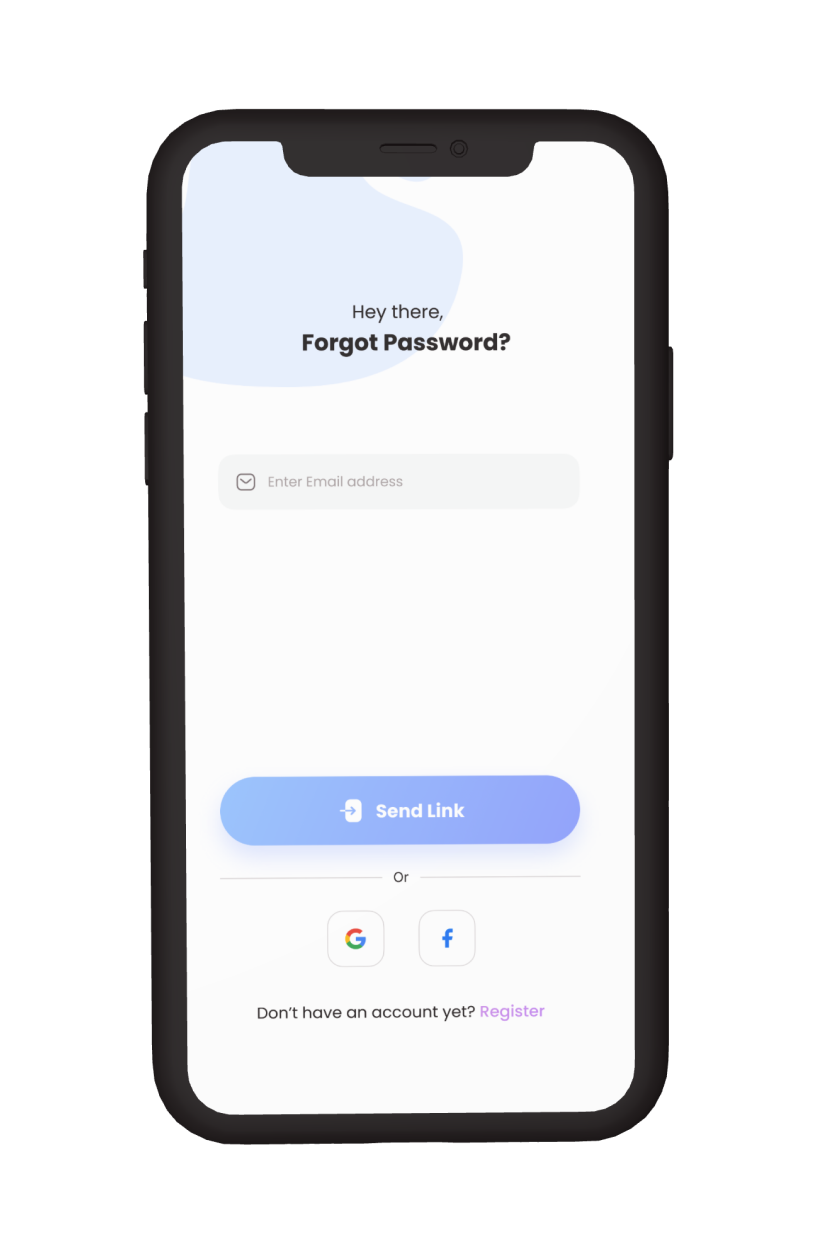 Hey there,
Forgot Password?
Enter Email address
Send Link
Or
Don’t have an account yet? Register